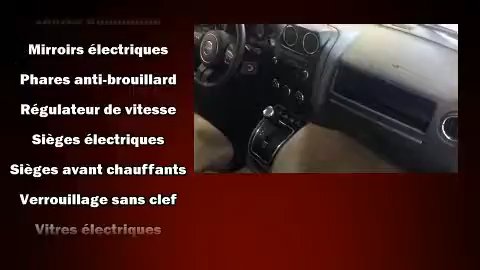 Mirroirs électriques
Phares anti-brouillard
Régulateur de vitesse
Sièges électriques
Sièges avant chauffants
Verrouillage sans clef
Vitres électriques